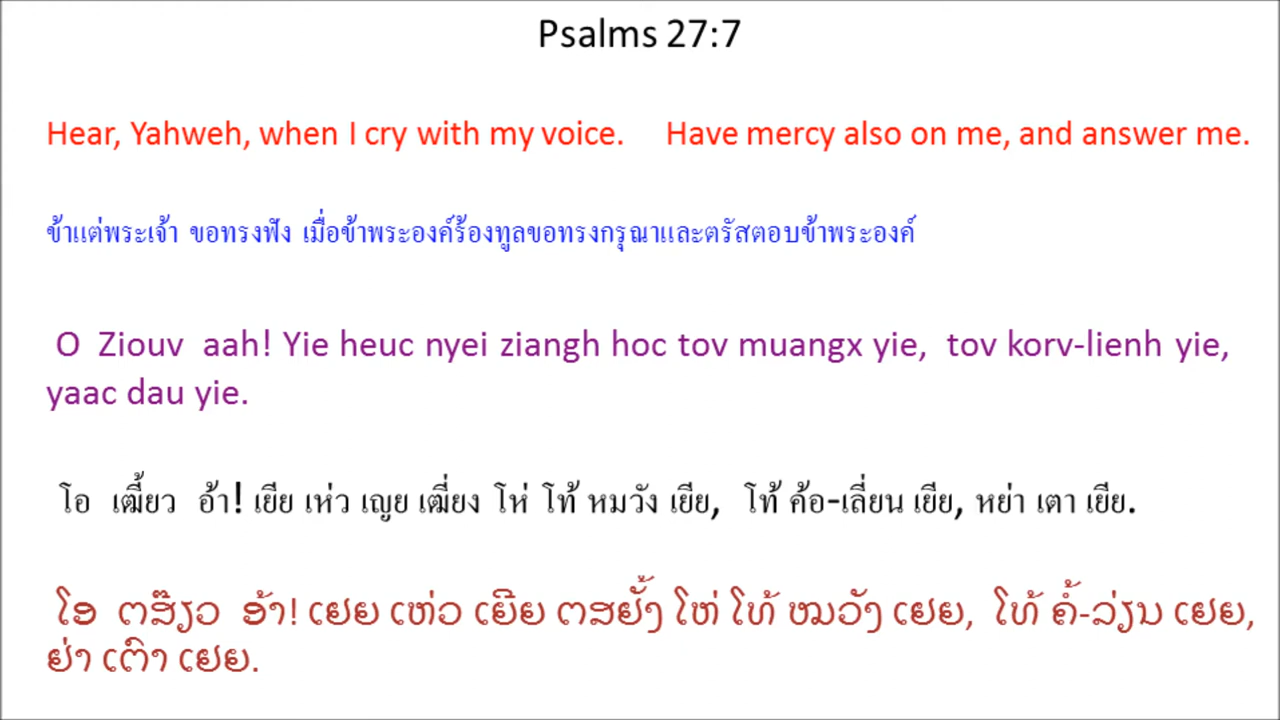 Psalms 27:7
Hear, Yahweh, when I cry with my voice. Have mercy also on me, and answer me.
ข้าแต่พระเจ้า ขอทรงฟัง เมื่อข้าพระองค์ร้องทูลขอทรงกรุณาและตรัสตอบข้าพระองค์
O Ziouv aah! Yie heuc nyei ziangh hoc tov muangx yie, tov korv-lienh yie,
yaac dau yie.
โอ เฒี้ยว อ้า! เยีย เห่ว เญย เฒี่ยง โห่ โท้ หมวัง เยีย, โท้ ค้อ-เลี่ยน เยีย, หย่า เตา เยีย.
ໂອ ຕສ໊ຽວ ອ້າ! ເຢຍ ເຫ່ວ ເຍີຍ ຕສຢັ້ງ ໂຫ່ ໂທ້ ໝວັງ ເຢຍ, ໂທ້ ຄໍ້-ລ່ຽນ ເຢຍ,
ຢ່າ ເຕົາ ເຢຍ.